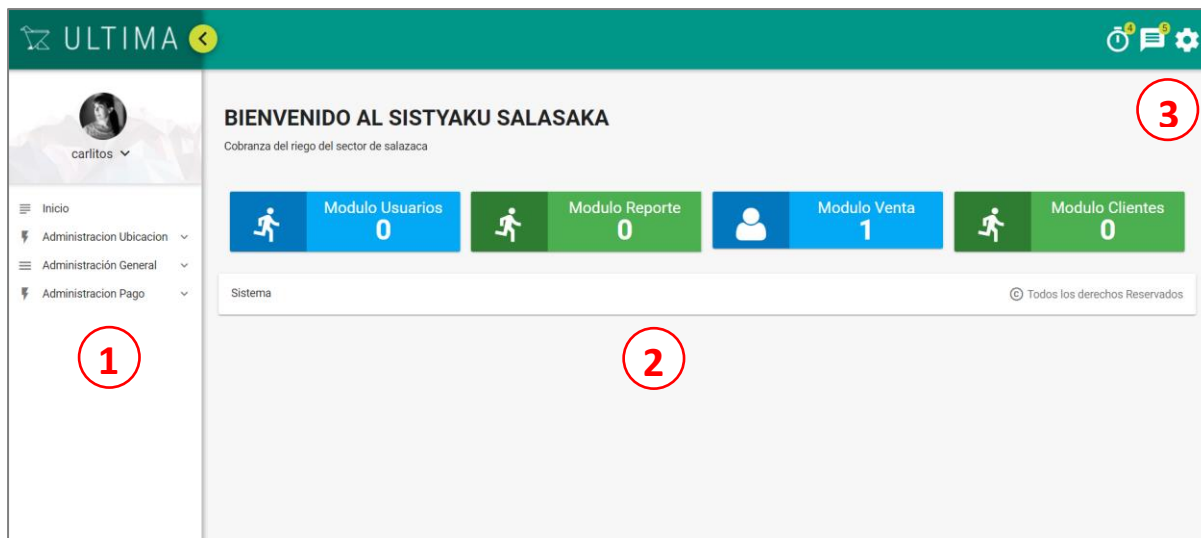 ULTIMA
4
5
carlitos
Inicio
Administracion Ubicacion
Administración General
Administracion Pago
1
BIENVENIDO AL SISTYAKU SALASAKA
Cobranza del riego del sector de salazaca
Modulo Usuarios
0
Modulo Reporte
0
Modulo Venta
1
Modulo Clientes
0
Sistema
© Todos los derechos Reservados
2
3